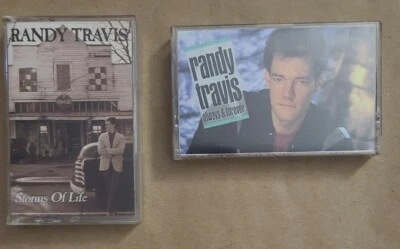 RANDY TRAVIS
Storms Of Life
randy
travis
always & forever